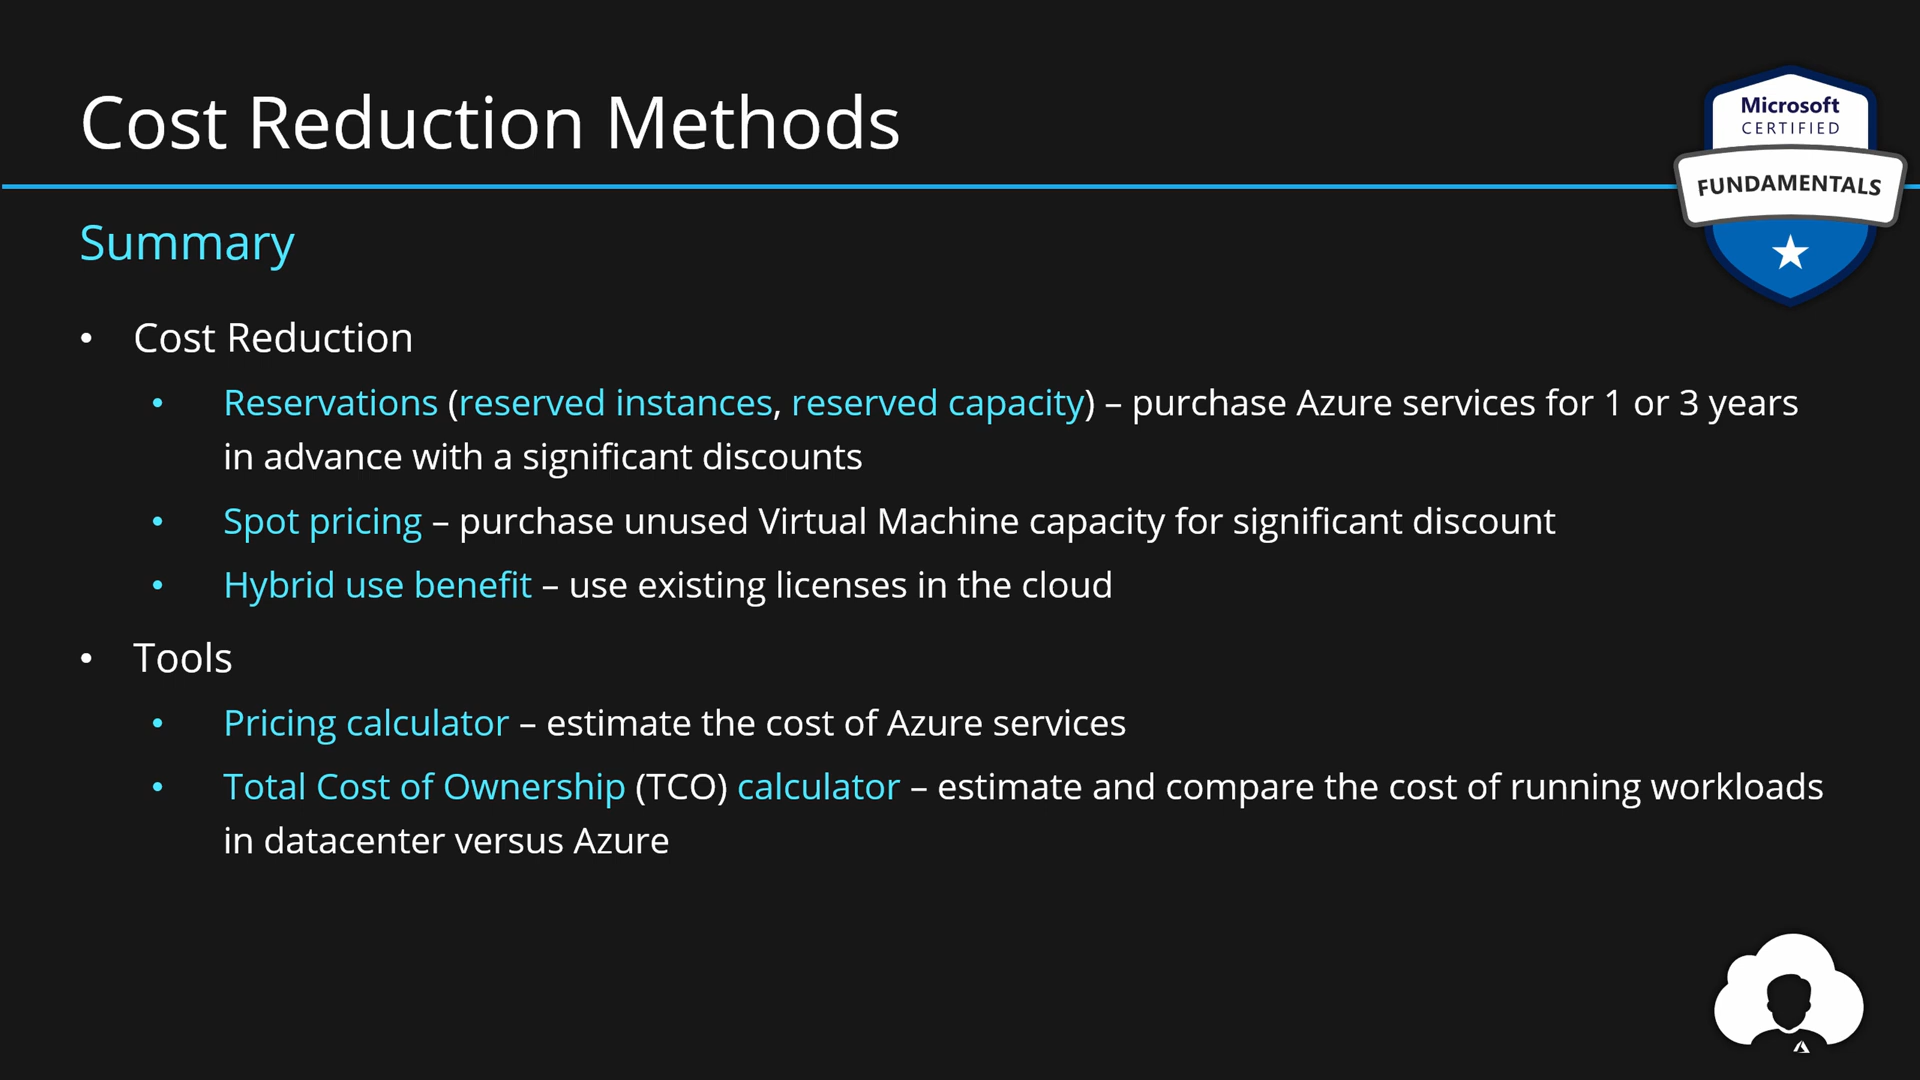 Cost Reduction Methods
Microsoft
CERTIFIED
FUNDAMENTALS
Summary
• Cost Reduction
• Reservations (reserved instances, reserved capacity) – purchase Azure services for 1 or 3 years
in advance with a significant discounts
• Spot pricing – purchase unused Virtual Machine capacity for significant discount
• Hybrid use benefit – use existing licenses in the cloud
• Tools
• Pricing calculator – estimate the cost of Azure services
• Total Cost of Ownership (TCO) calculator – estimate and compare the cost of running workloads
in datacenter versus Azure